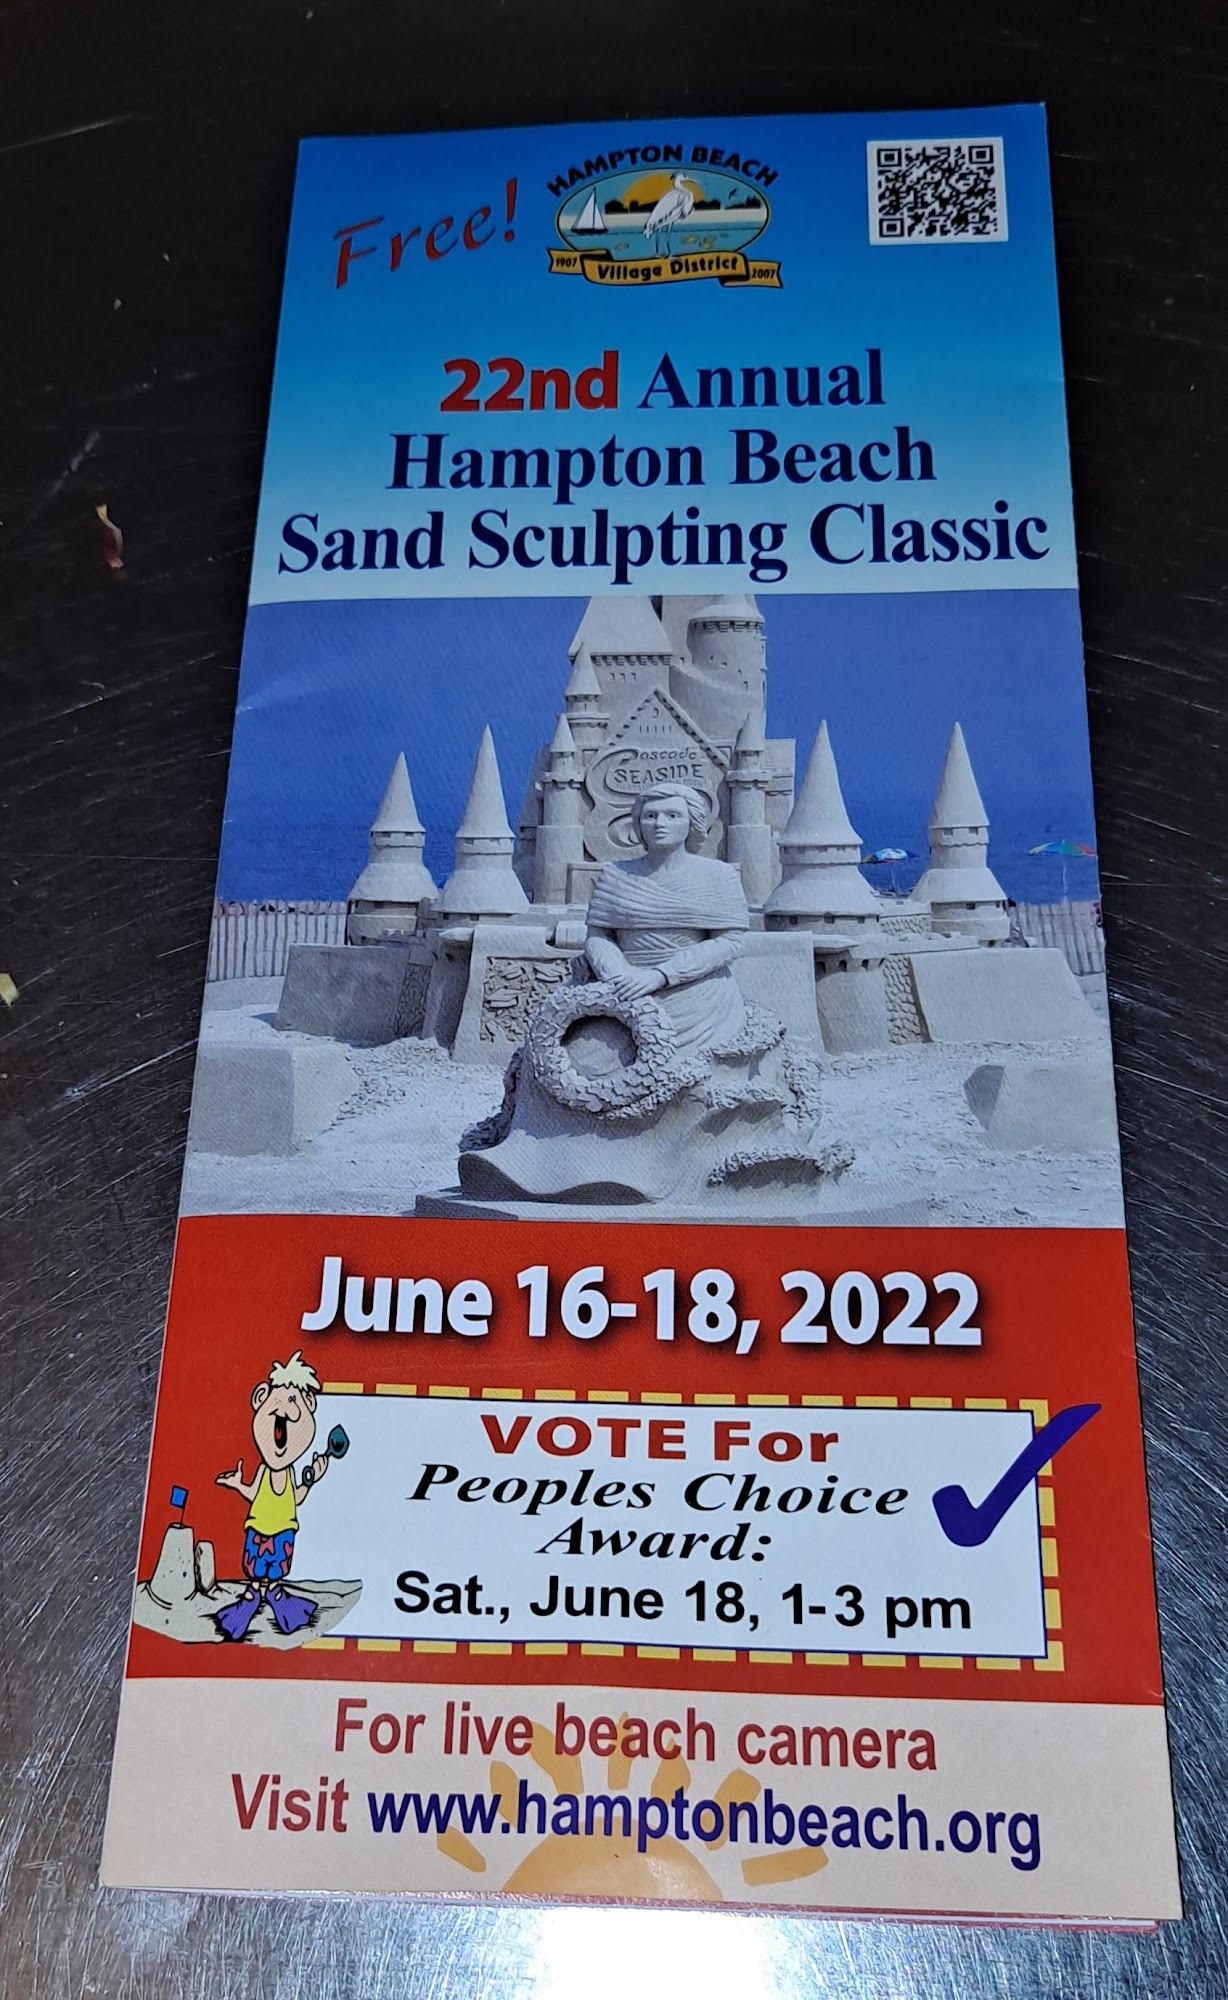 Free!
HAMPTON BEACH
1907 Village District 2007
22nd Annual
Hampton Beach
Sand Sculpting Classic
Cascade
SEASIDE
June 16-18, 2022
VOTE For
Peoples Choice
Award:
Sat., June 18, 1-3 pm
For live beach camera
Visit www.hamptonbeach.org